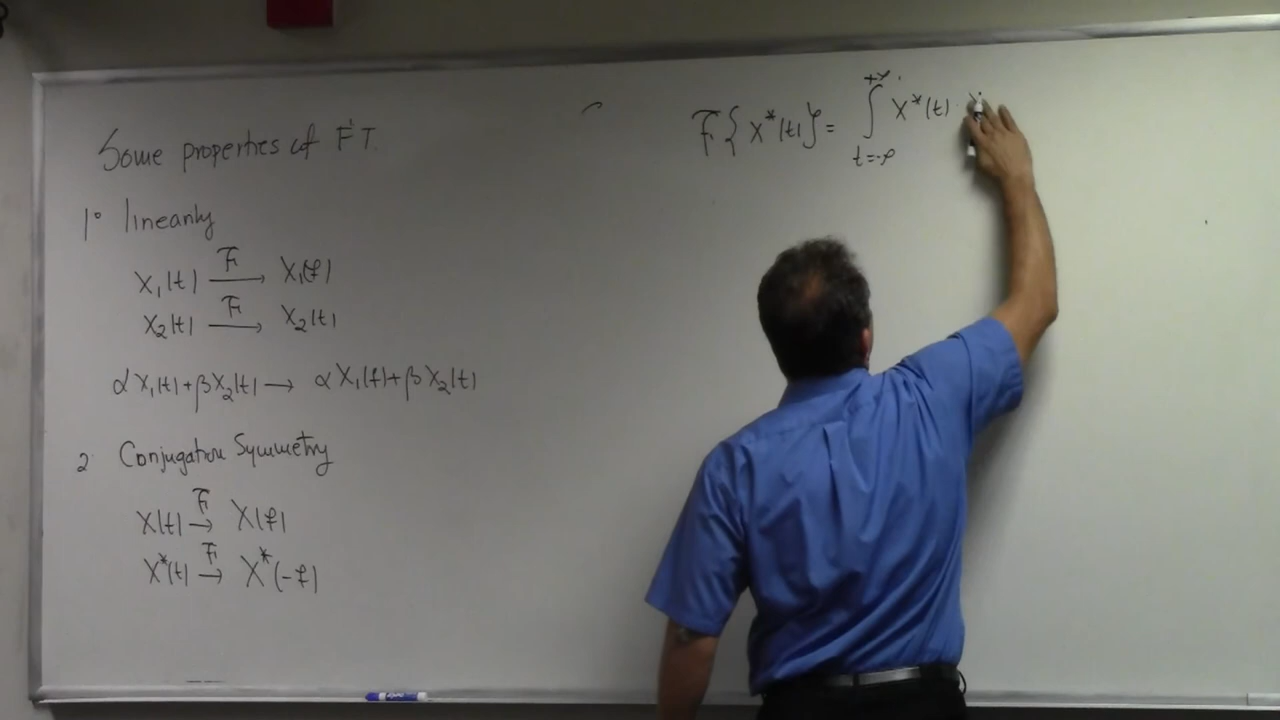 Some properties of FT.
1° linearity
x₁(t) F→ X₁(f)
x₂(t) F→ X₂(t)
αx₁(t)+βx₂(t) → αX₁(f)+βX₂(t)
2 Conjugation Symmetry
x(t) F→ X(f)
x*(t) F→ X*(-f)
F{x*(t)} = ∫ t=-∞ +∞ x*(t)